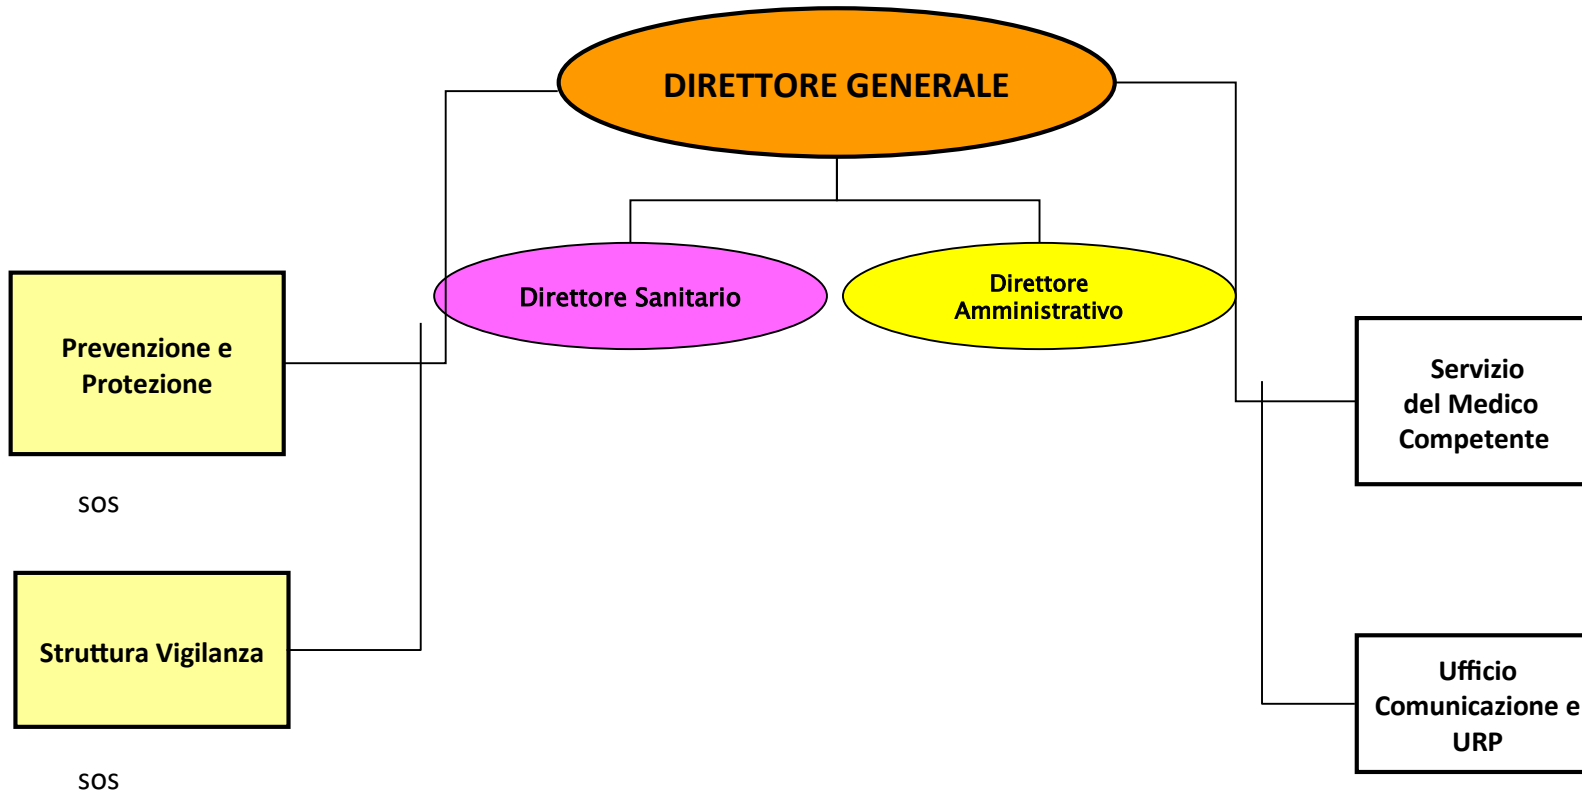 DIRETTORE GENERALE
Direttore Sanitario
Direttore
Amministrativo
Prevenzione e
Protezione
SOS
Servizio
del Medico
Competente
Struttura Vigilanza
SOS
Ufficio
Comunicazione e
URP